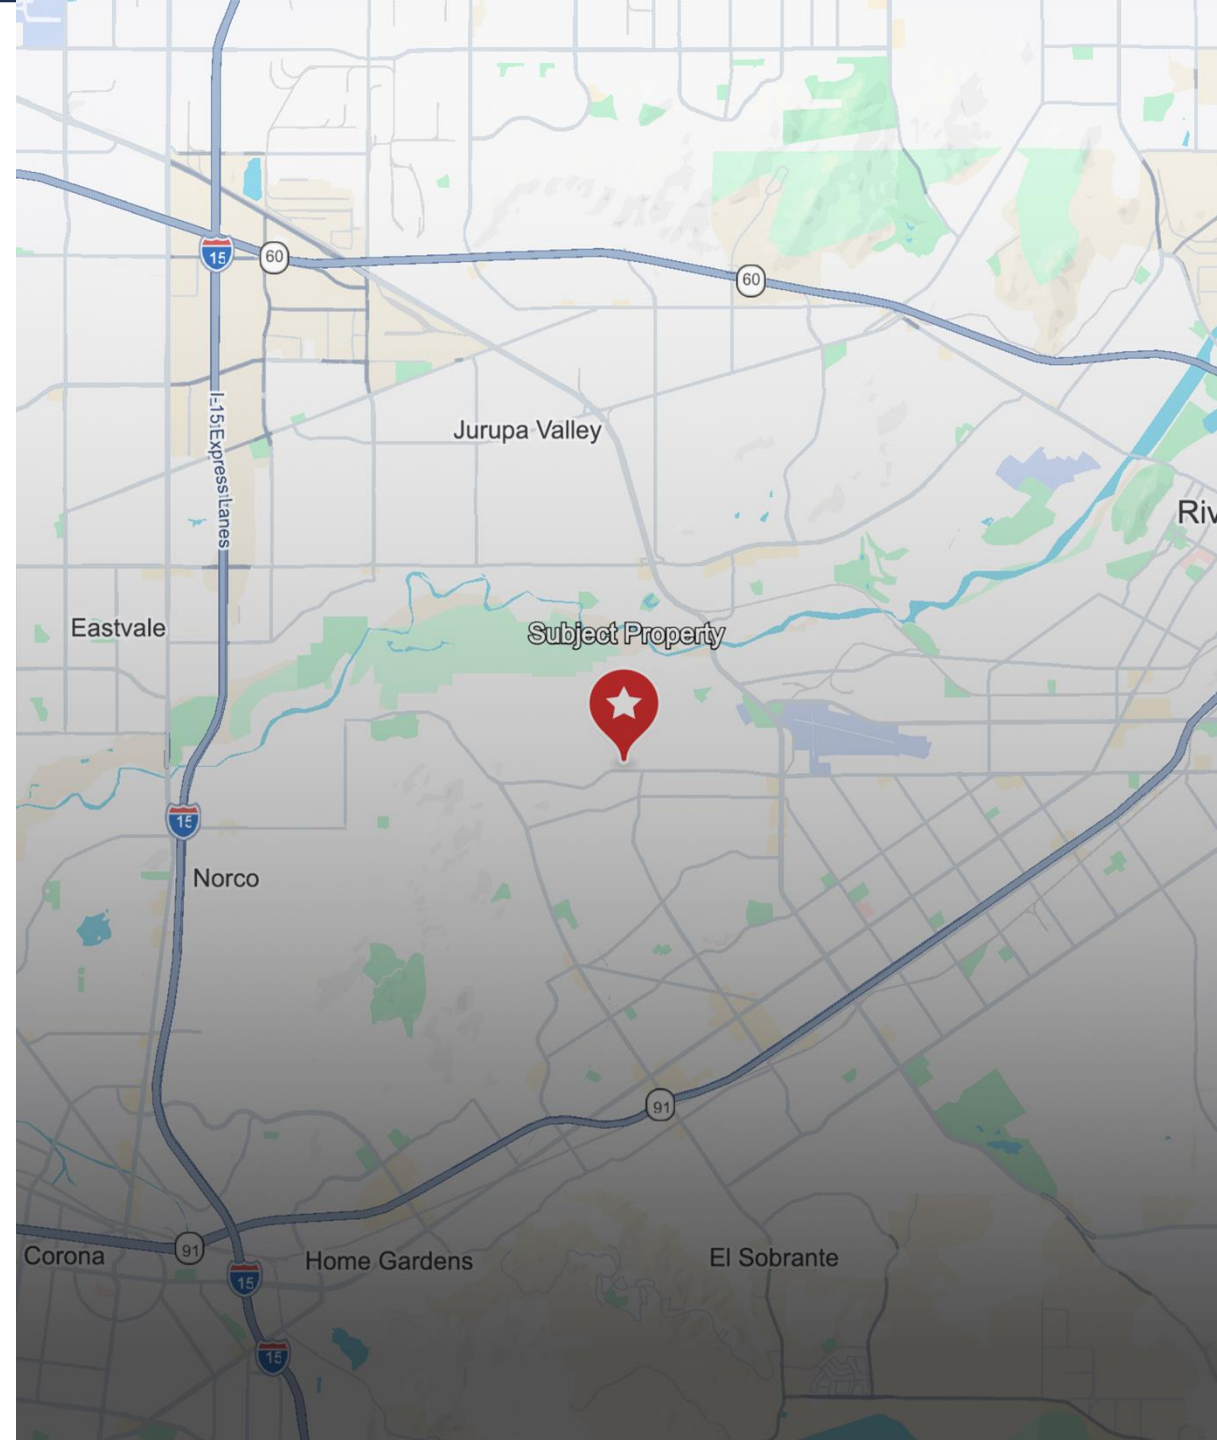 15
60
60
I-15 Express Lanes
Jurupa Valley
Riv
Eastvale
Subject Property
15
Norco
91
91
Corona
Home Gardens
El Sobrante
15
15